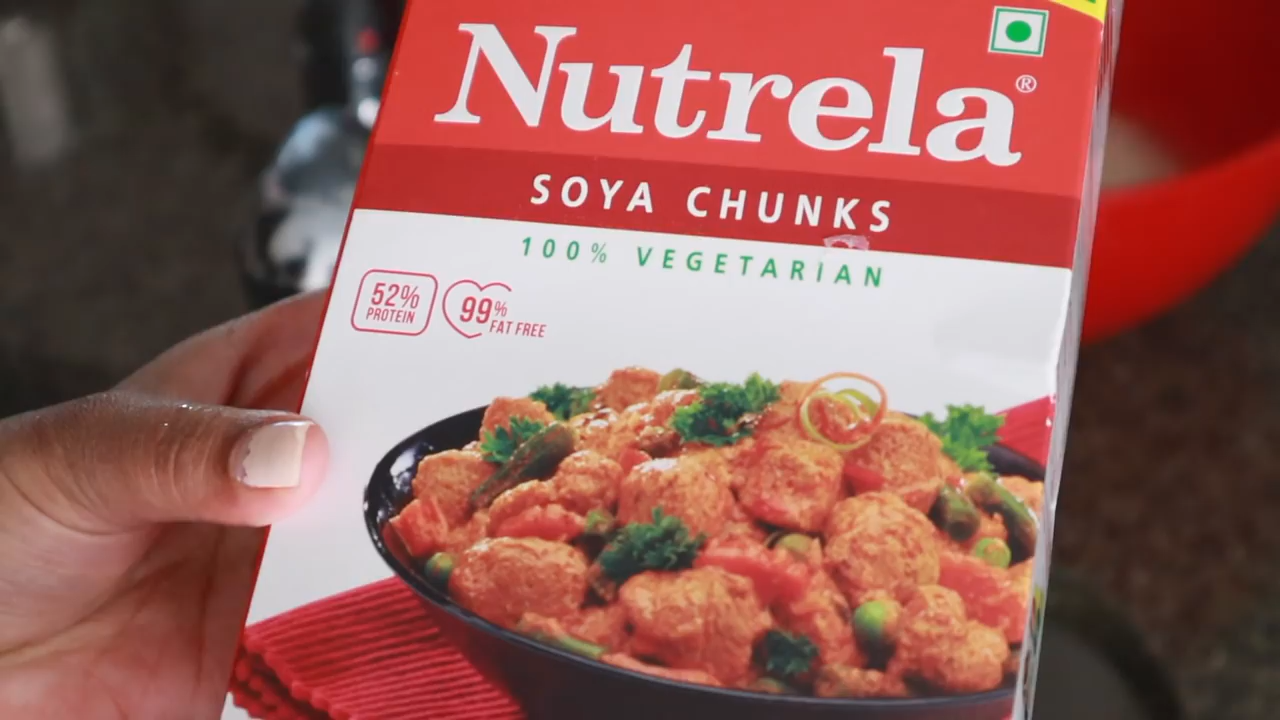 Nutrela®
SOYA CHUNKS
100% VEGETARIAN
52%
PROTEIN
99%
FAT FREE